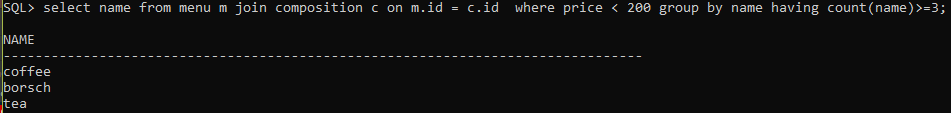 SQL> select name from menu m join composition c on m.id = c.id  where price < 200 group by name having count(name)>=3;
NAME
--------------------------------------------------------------------------------
coffee
borsch
tea